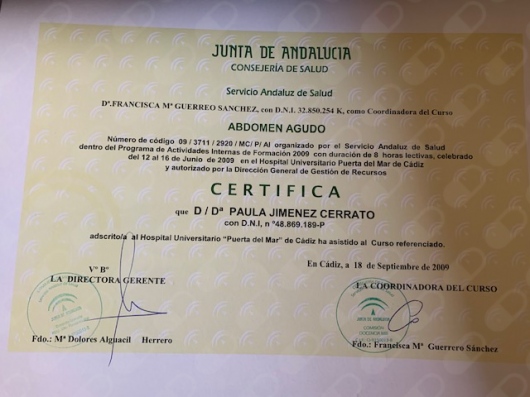 JUNTA DE ANDALUCIA
CONSEJERÍA DE SALUD
Servicio Andaluz de Salud
Dª.FRANCISCA Mª GUERREO SANCHEZ, con D.N.I. 32.850.254 K, como Coordinadora del Curso
ABDOMEN AGUDO
Número de código 09 / 3711 / 2920 / MC/ P/ AI organizado por el Servicio Andaluz de Salud
dentro del Programa de Actividades Internas de Formación 2009 con duración de 6 horas lectivas, celebrado
del 12 al 16 de Junio de 2009 en el Hospital Universitario Puerta del Mar de Cádiz
y autorizado por la Dirección General de Gestión de Recursos
CERTIFICA
que D / Dª PAULA JIMENEZ CERRATO
con D.N.I, n º48.869.189-P
adscrito/a al Hospital Universitario "Puerta del Mar" de Cádiz ha asistido al Curso referenciado.
En Cádiz, a 18 de Septiembre de 2009
Vº Bº
LA DIRECTORA GERENTE
LA COORDINADORA DEL CURSO
JUNTA DE ANDALUCIA
Fdo.: Mª Dolores Alguacil Herrero
Fdo.: Francisca Mª Guerrero Sánchez